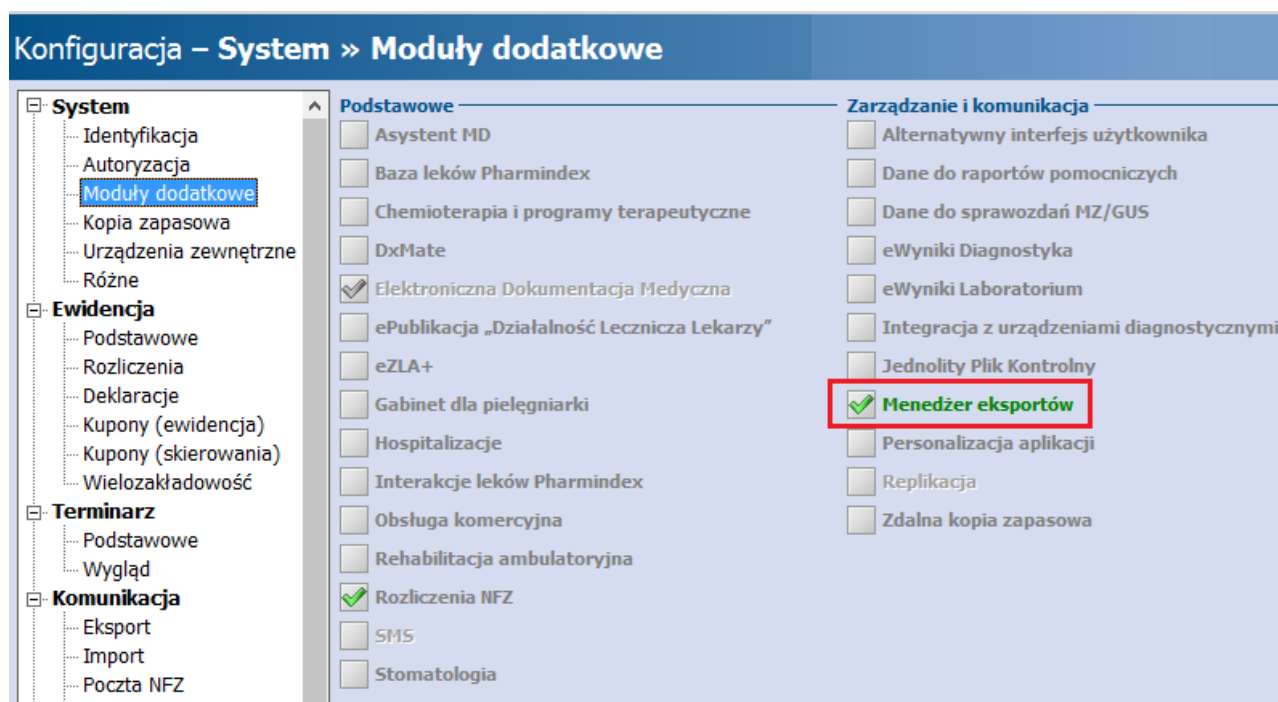 Konfiguracja – System » Moduły dodatkowe
System
Identyfikacja
Autoryzacja
Moduły dodatkowe
Kopia zapasowa
Urządzenia zewnętrzne
Różne
Ewidencja
Podstawowe
Rozliczenia
Deklaracje
Kupony (ewidencja)
Kupony (skierowania)
Wielozakładowość
Terminarz
Podstawowe
Wygląd
Komunikacja
Eksport
Import
Poczta NFZ
Podstawowe
Asystent MD
Baza leków Pharmindex
Chemioterapia i programy terapeutyczne
DxMate
Elektroniczna Dokumentacja Medyczna
ePublikacja „Działalność Lecznicza Lekarzy”
eZLA+
Gabinet dla pielęgniarki
Hospitalizacje
Interakcje leków Pharmindex
Obsługa komercyjna
Rehabilitacja ambulatoryjna
Rozliczenia NFZ
SMS
Stomatologia
Zarządzanie i komunikacja
Alternatywny interfejs użytkownika
Dane do raportów pomocniczych
Dane do sprawozdań MZ/GUS
eWyniki Diagnostyka
eWyniki Laboratorium
Integracja z urządzeniami diagnostycznymi
Jednolity Plik Kontrolny
Menedżer eksportów
Personalizacja aplikacji
Replikacja
Zdalna kopia zapasowa